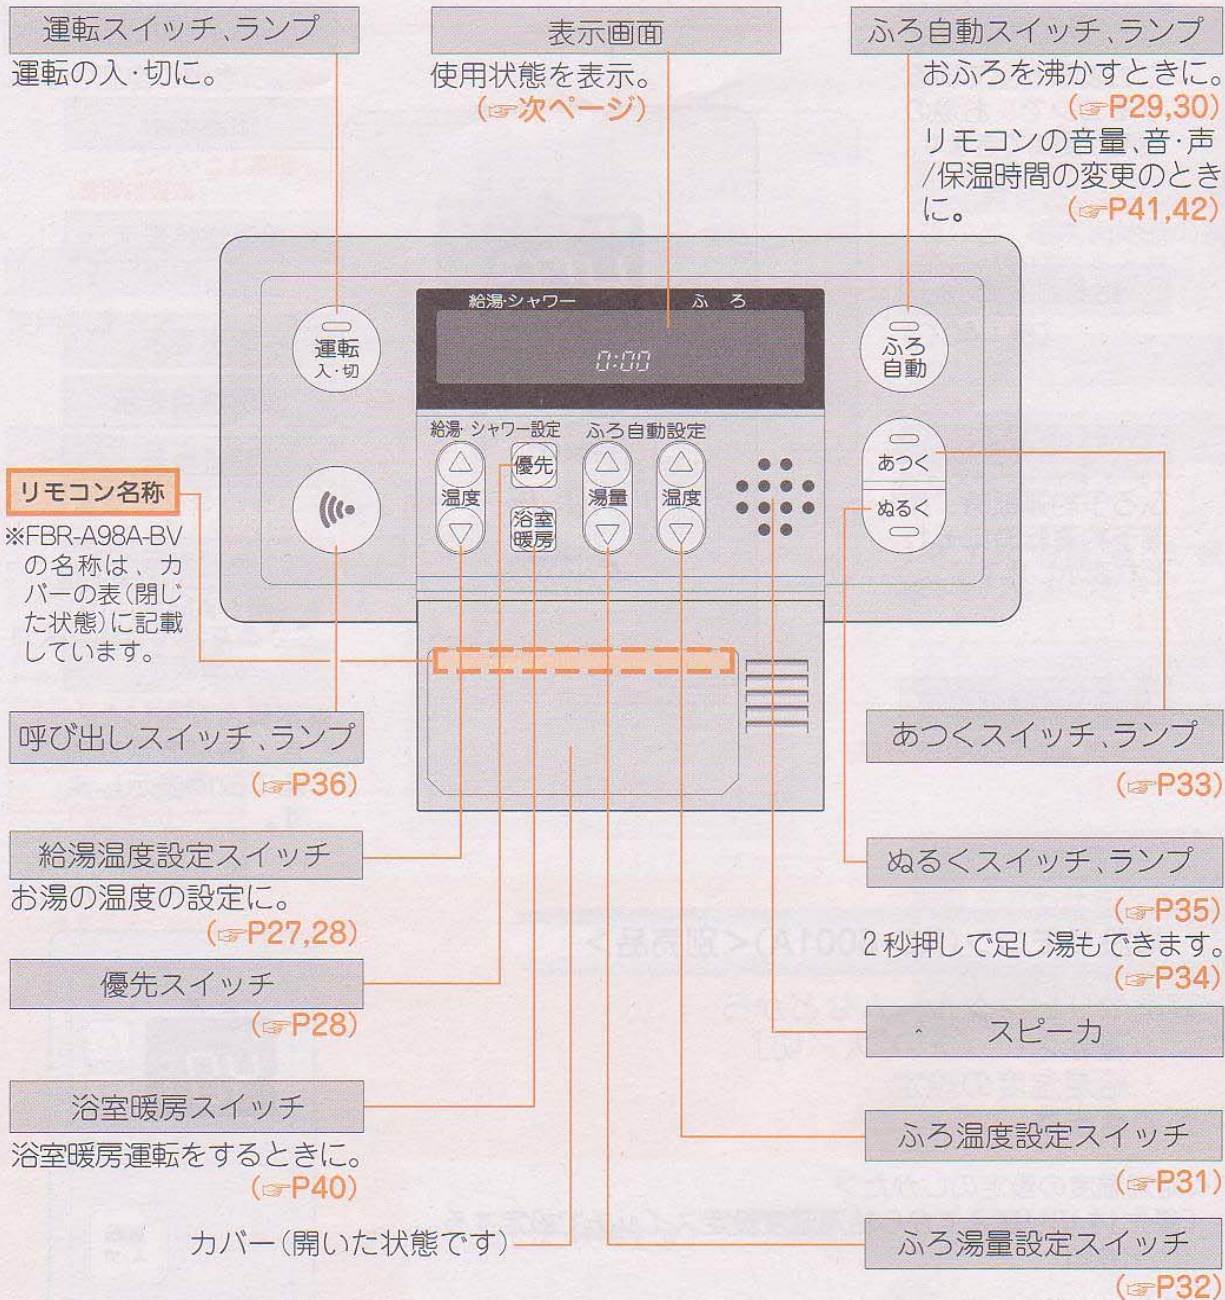 運転スイッチ、ランプ
運転の入・切に。
表示画面
使用状態を表示。
(☞次ページ)
ふろ自動スイッチ、ランプ
おふろを沸かすときに。
(☞P29,30)
リモコンの音量、音・声
/保温時間の変更のとき
に。 (☞P41,42)
給湯・シャワー ふろ
0:00
運転
入・切
ふろ
自動
給湯・シャワー設定 ふろ自動設定
優先
温度
浴室
暖房
湯量
温度
あつく
ぬるく
リモコン名称
※FBR-A98A-BV
の名称は、カ
バーの表(閉じ
た状態)に記載
しています。
呼び出しスイッチ、ランプ
(☞P36)
給湯温度設定スイッチ
お湯の温度の設定に。
(☞P27,28)
優先スイッチ
(☞P28)
浴室暖房スイッチ
浴室暖房運転をするときに。
(☞P40)
カバー(開いた状態です)
あつくスイッチ、ランプ
(☞P33)
ぬるくスイッチ、ランプ
(☞P35)
2秒押しで足し湯もできます。
(☞P34)
スピーカ
ふろ温度設定スイッチ
(☞P31)
ふろ湯量設定スイッチ
(☞P32)